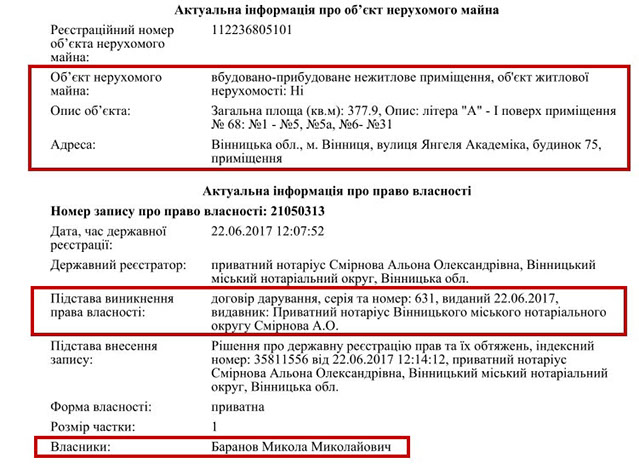 Актуальна інформація про об’єкт нерухомого майна
Реєстраційний номер
об’єкта нерухомого
майна:
112236805101
Об’єкт нерухомого
майна:
вбудовано-прибудоване нежитлове приміщення, об'єкт житлової
нерухомості: Ні
Опис об’єкта:
Загальна площа (кв.м): 377.9, Опис: літера "А" - I поверх приміщення
№ 68: №1 - №5, №5а, №6- №31
Адреса:
Вінницька обл., м. Вінниця, вулиця Янгеля Академіка, будинок 75,
приміщення
Актуальна інформація про право власності
Номер запису про право власності: 21050313
Дата, час державної
реєстрації:
22.06.2017 12:07:52
Державний реєстратор:
приватний нотаріус Смірнова Альона Олександрівна, Вінницький
міський нотаріальний округ, Вінницька обл.
Підстава виникнення
права власності:
договір дарування, серія та номер: 631, виданий 22.06.2017,
видавник: Приватний нотаріус Вінницького міського нотаріального
округу Смірнова А.О.
Підстава внесення
запису:
Рішення про державну реєстрацію прав та їх обтяжень, індексний
номер: 35811556 від 22.06.2017 12:14:12, приватний нотаріус
Смірнова Альона Олександрівна, Вінницький міський нотаріальний
округ, Вінницька обл.
Форма власності:
приватна
Розмір частки:
1
Власники:
Баранов Микола Миколайович